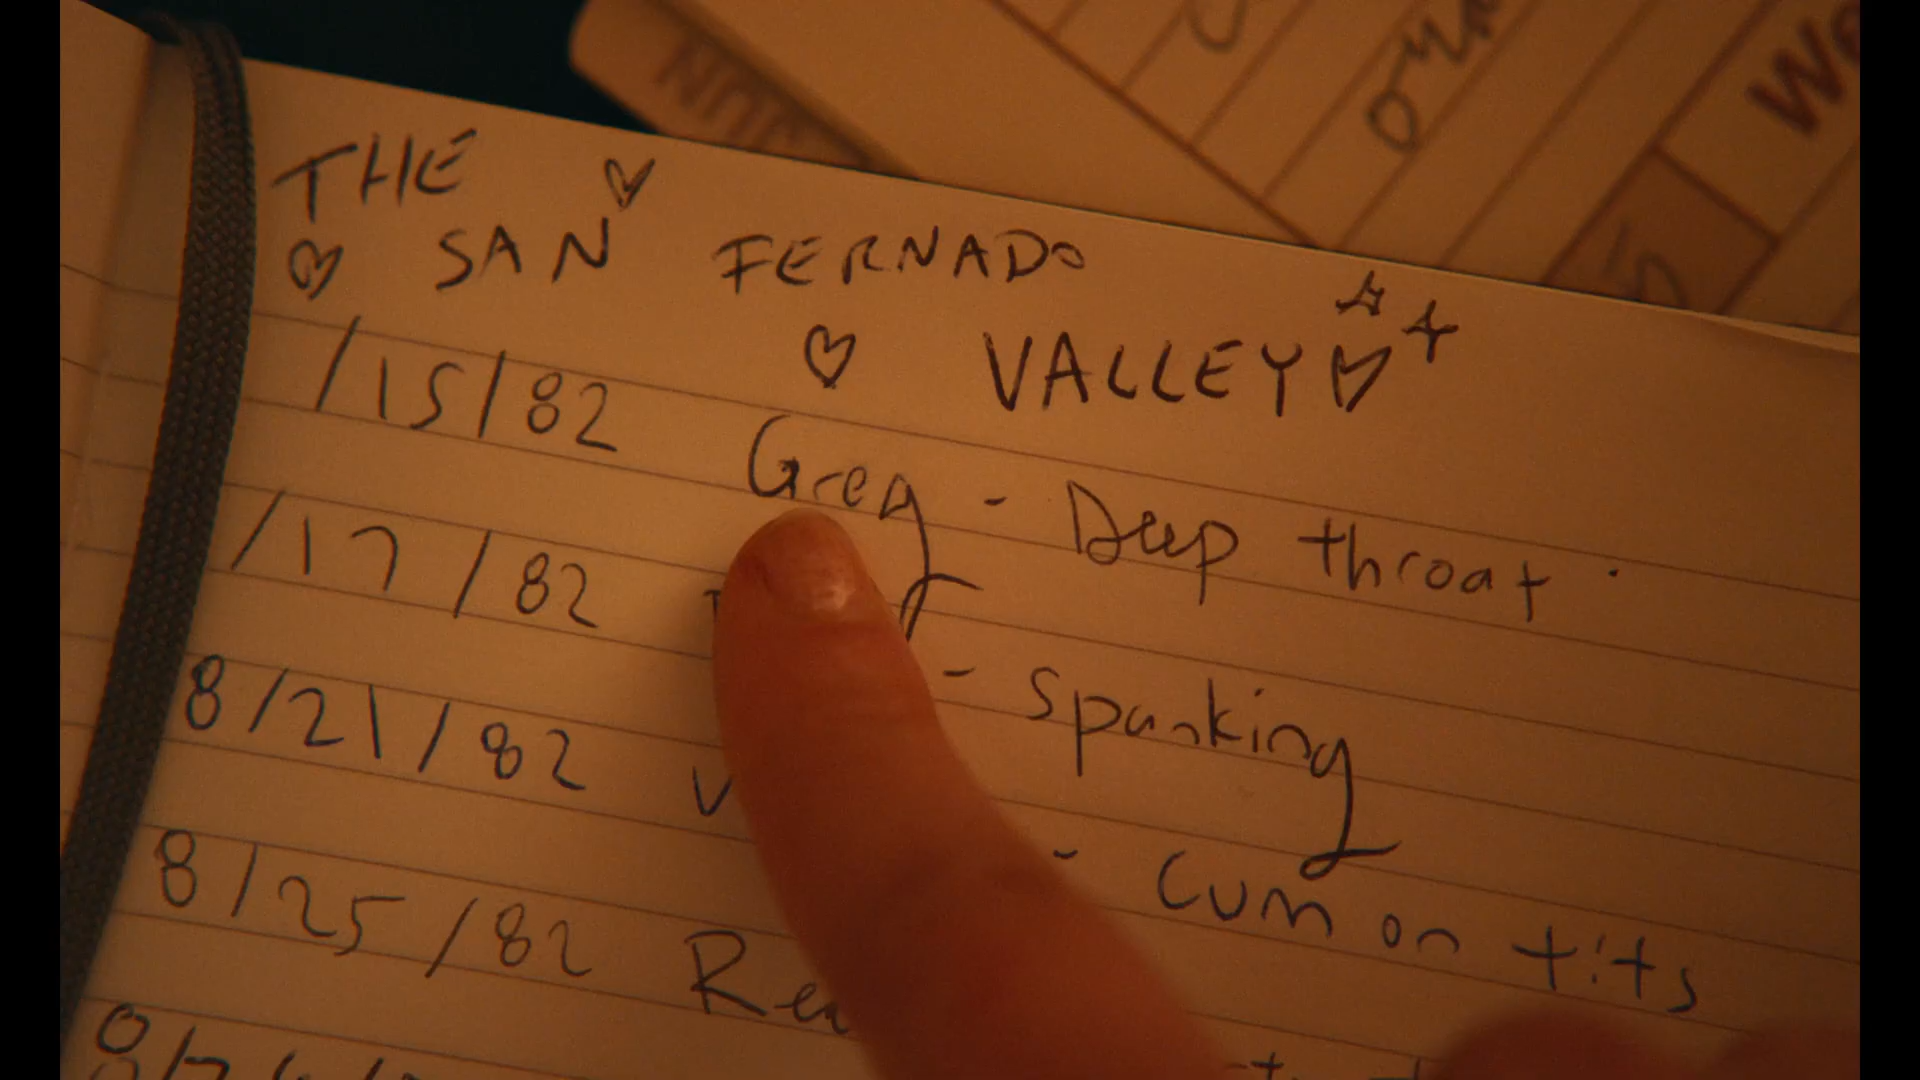 THE
SAN FERNADO
VALLEY
/15/82 Greg - Deep throat
/17/82 - Spanking
8/21/82 - Cum on tits
8/25/82